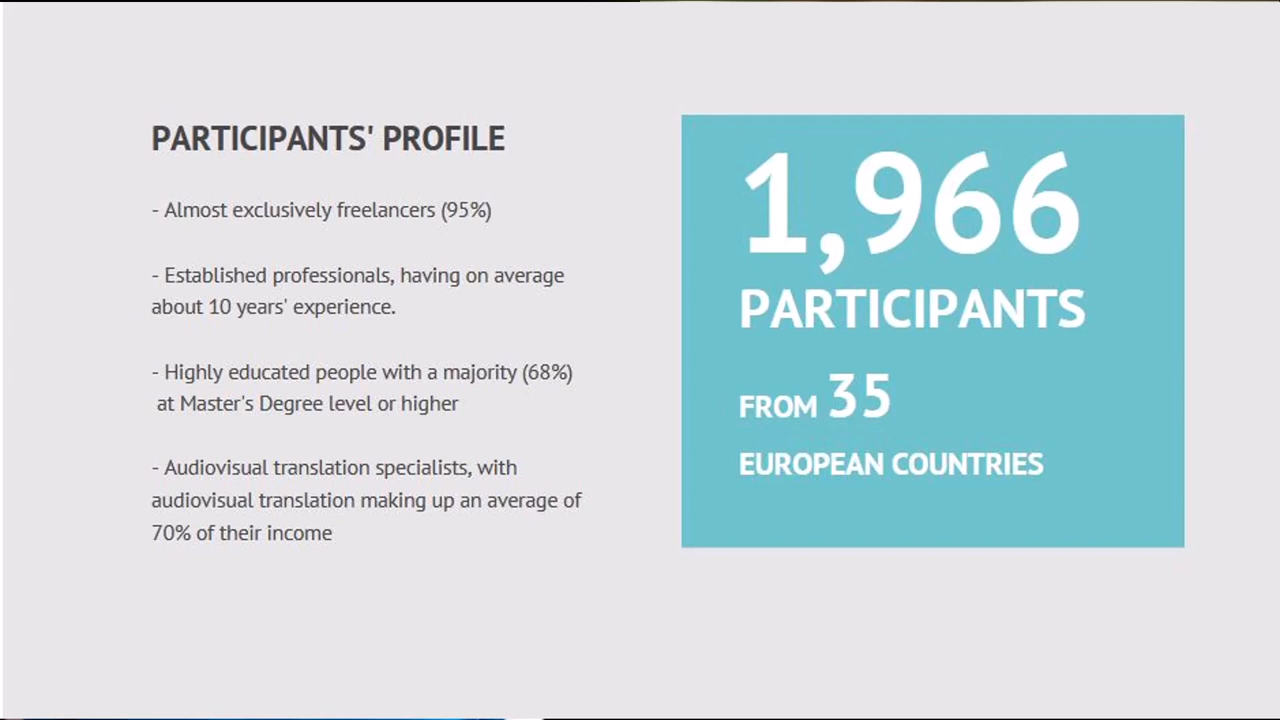 PARTICIPANTS' PROFILE
- Almost exclusively freelancers (95%)
- Established professionals, having on average
about 10 years' experience.
- Highly educated people with a majority (68%)
at Master's Degree level or higher
- Audiovisual translation specialists, with
audiovisual translation making up an average of
70% of their income
1,966
PARTICIPANTS
FROM 35
EUROPEAN COUNTRIES